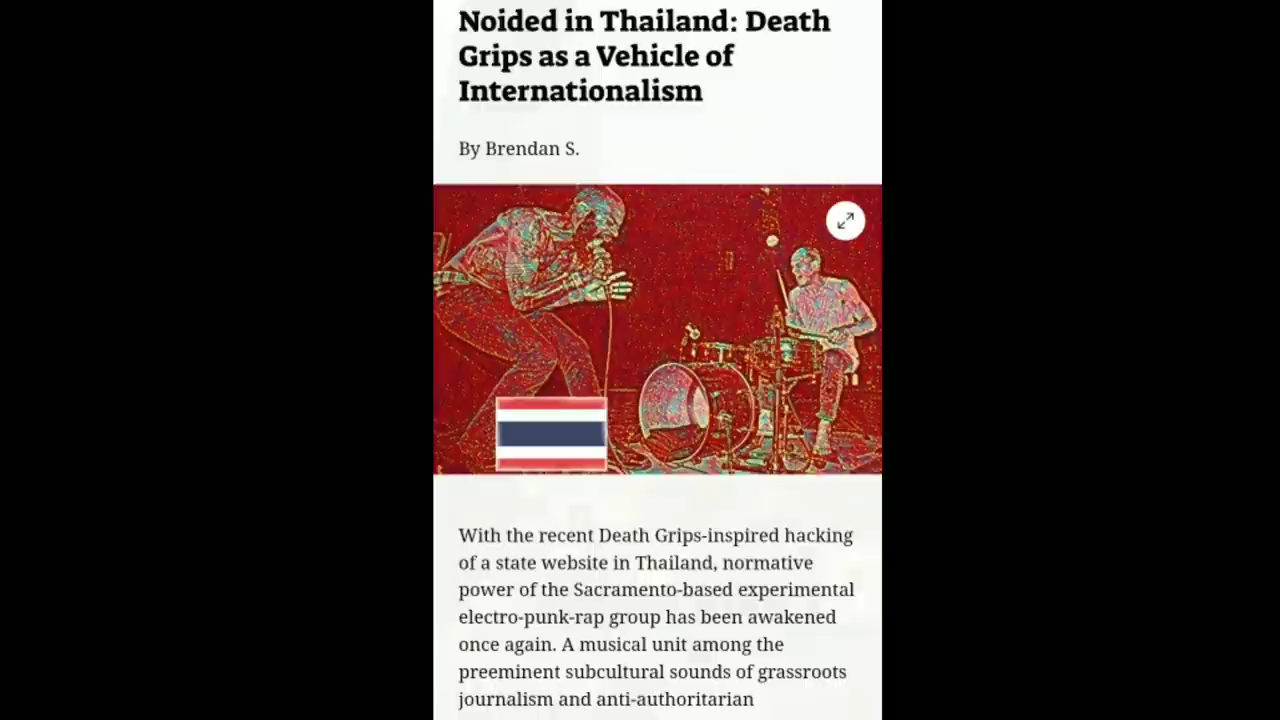 Noided in Thailand: Death
Grips as a Vehicle of
Internationalism
By Brendan S.
With the recent Death Grips-inspired hacking
of a state website in Thailand, normative
power of the Sacramento-based experimental
electro-punk-rap group has been awakened
once again. A musical unit among the
preeminent subcultural sounds of grassroots
journalism and anti-authoritarian